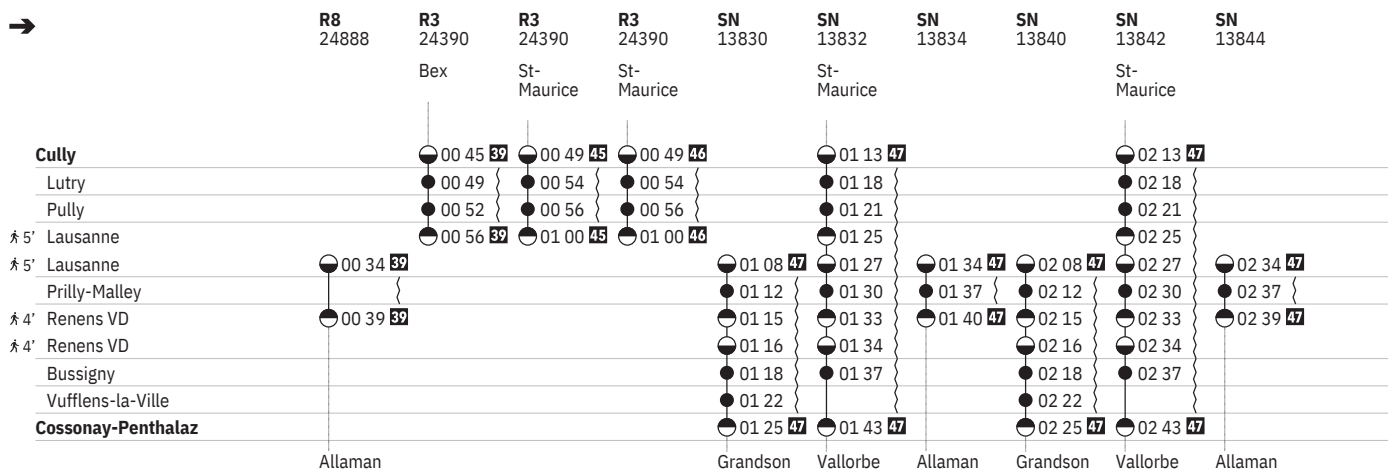 R8 R3 R3 R3 SN SN SN SN SN SN
24888 24390 24390 24390 13830 13832 13834 13840 13842 13844
Bex St- St- St- St-
Maurice Maurice Maurice Maurice
Cully 00 45 39 00 49 45 00 49 46 01 13 47 02 13 47
Lutry 00 49 00 54 00 54 01 18 02 18
Pully 00 52 00 56 00 56 01 21 02 21
5' Lausanne 00 56 39 01 00 45 01 00 46 01 25 02 25
5' Lausanne 00 34 39 01 08 47 01 27 01 34 47 02 08 47 02 27 02 34 47
Prilly-Malley 01 12 01 30 01 37 02 12 02 30 02 37
4' Renens VD 00 39 39 01 15 01 33 01 40 47 02 15 02 33 02 39 47
4' Renens VD 01 16 01 34 02 16 02 34
Bussigny 01 18 01 37 02 18 02 37
Vufflens-la-Ville 01 22 02 22
Cossonay-Penthalaz 01 25 47 01 43 47 02 25 47 02 43 47
Allaman Grandson Vallorbe Allaman Grandson Vallorbe Allaman